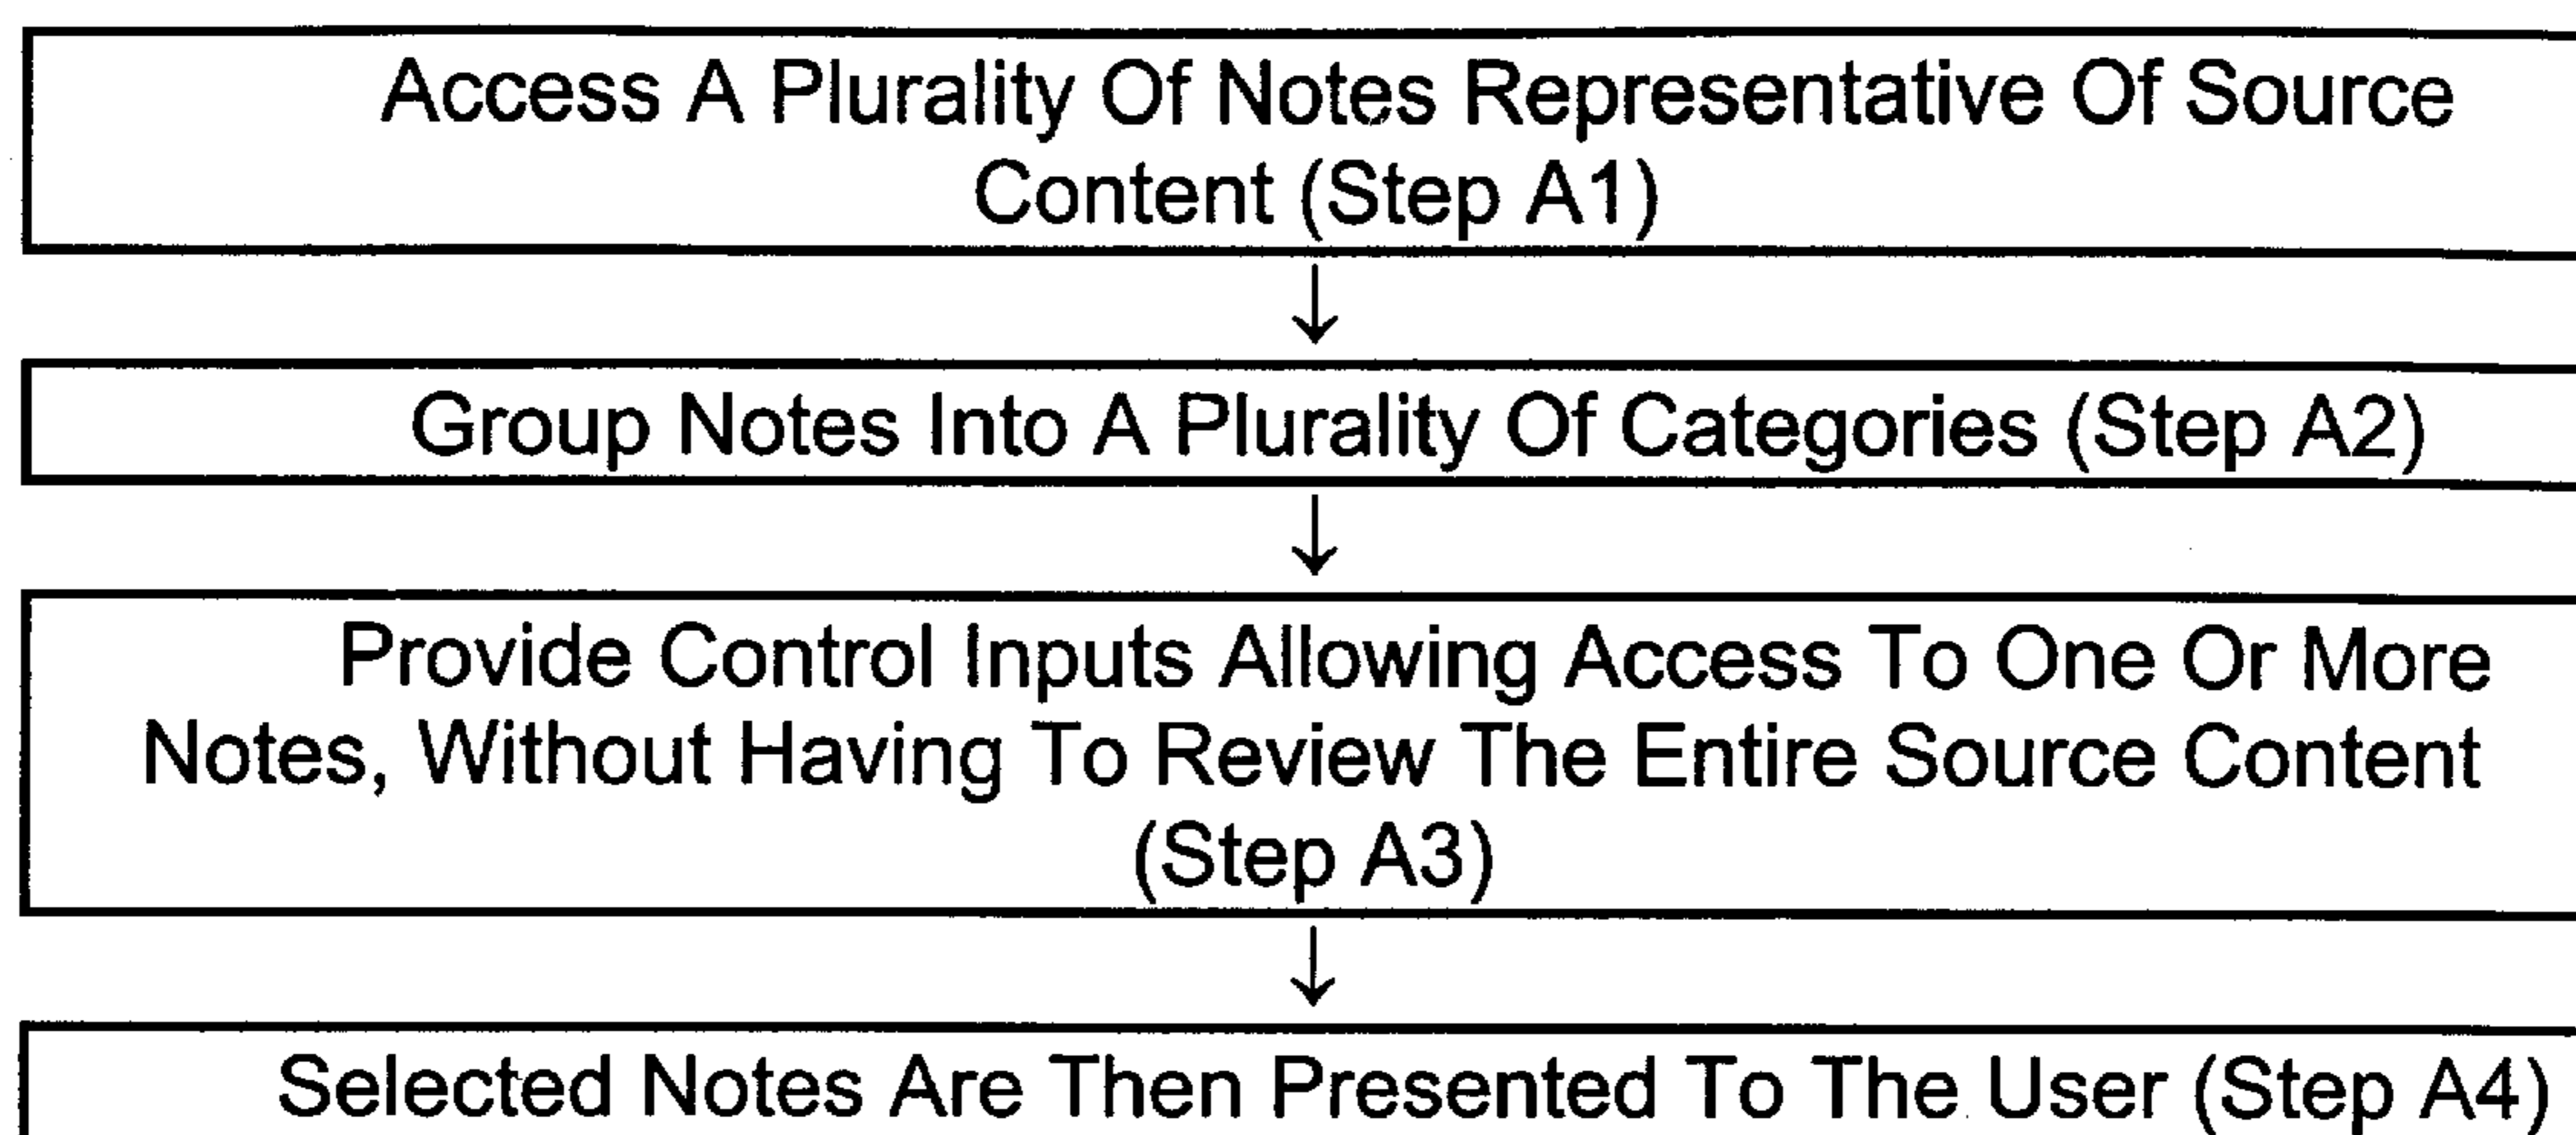 Access A Plurality Of Notes Representative Of Source
Content (Step A1)
Group Notes Into A Plurality Of Categories (Step A2)
Provide Control Inputs Allowing Access To One Or More
Notes, Without Having To Review The Entire Source Content
(Step A3)
Selected Notes Are Then Presented To The User (Step A4)